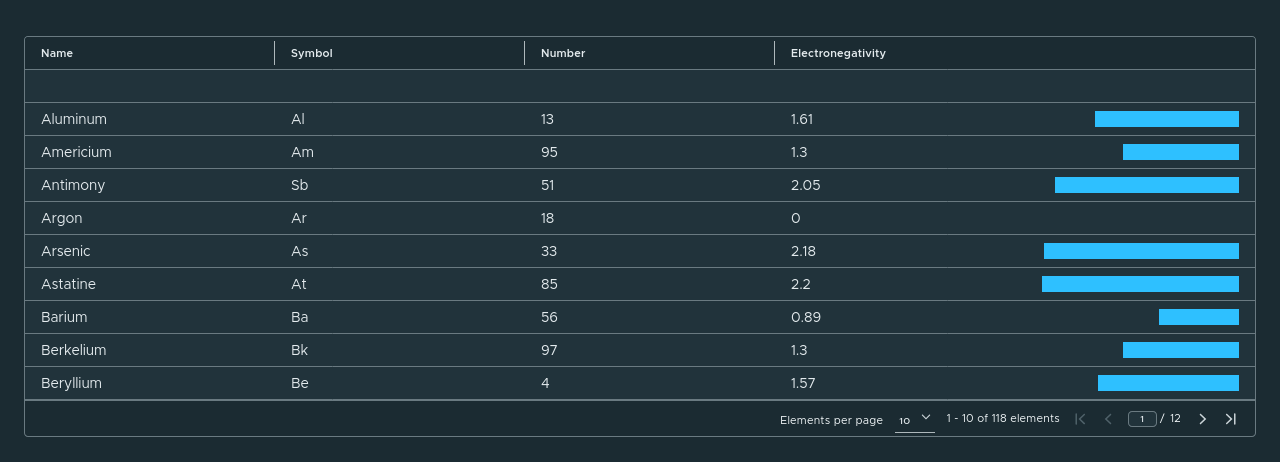 Name Symbol Number Electronegativity
Aluminum Al 13 1.61
Americium Am 95 1.3
Antimony Sb 51 2.05
Argon Ar 18 0
Arsenic As 33 2.18
Astatine At 85 2.2
Barium Ba 56 0.89
Berkelium Bk 97 1.3
Beryllium Be 4 1.57
Elements per page 10 1 - 10 of 118 elements 1 / 12